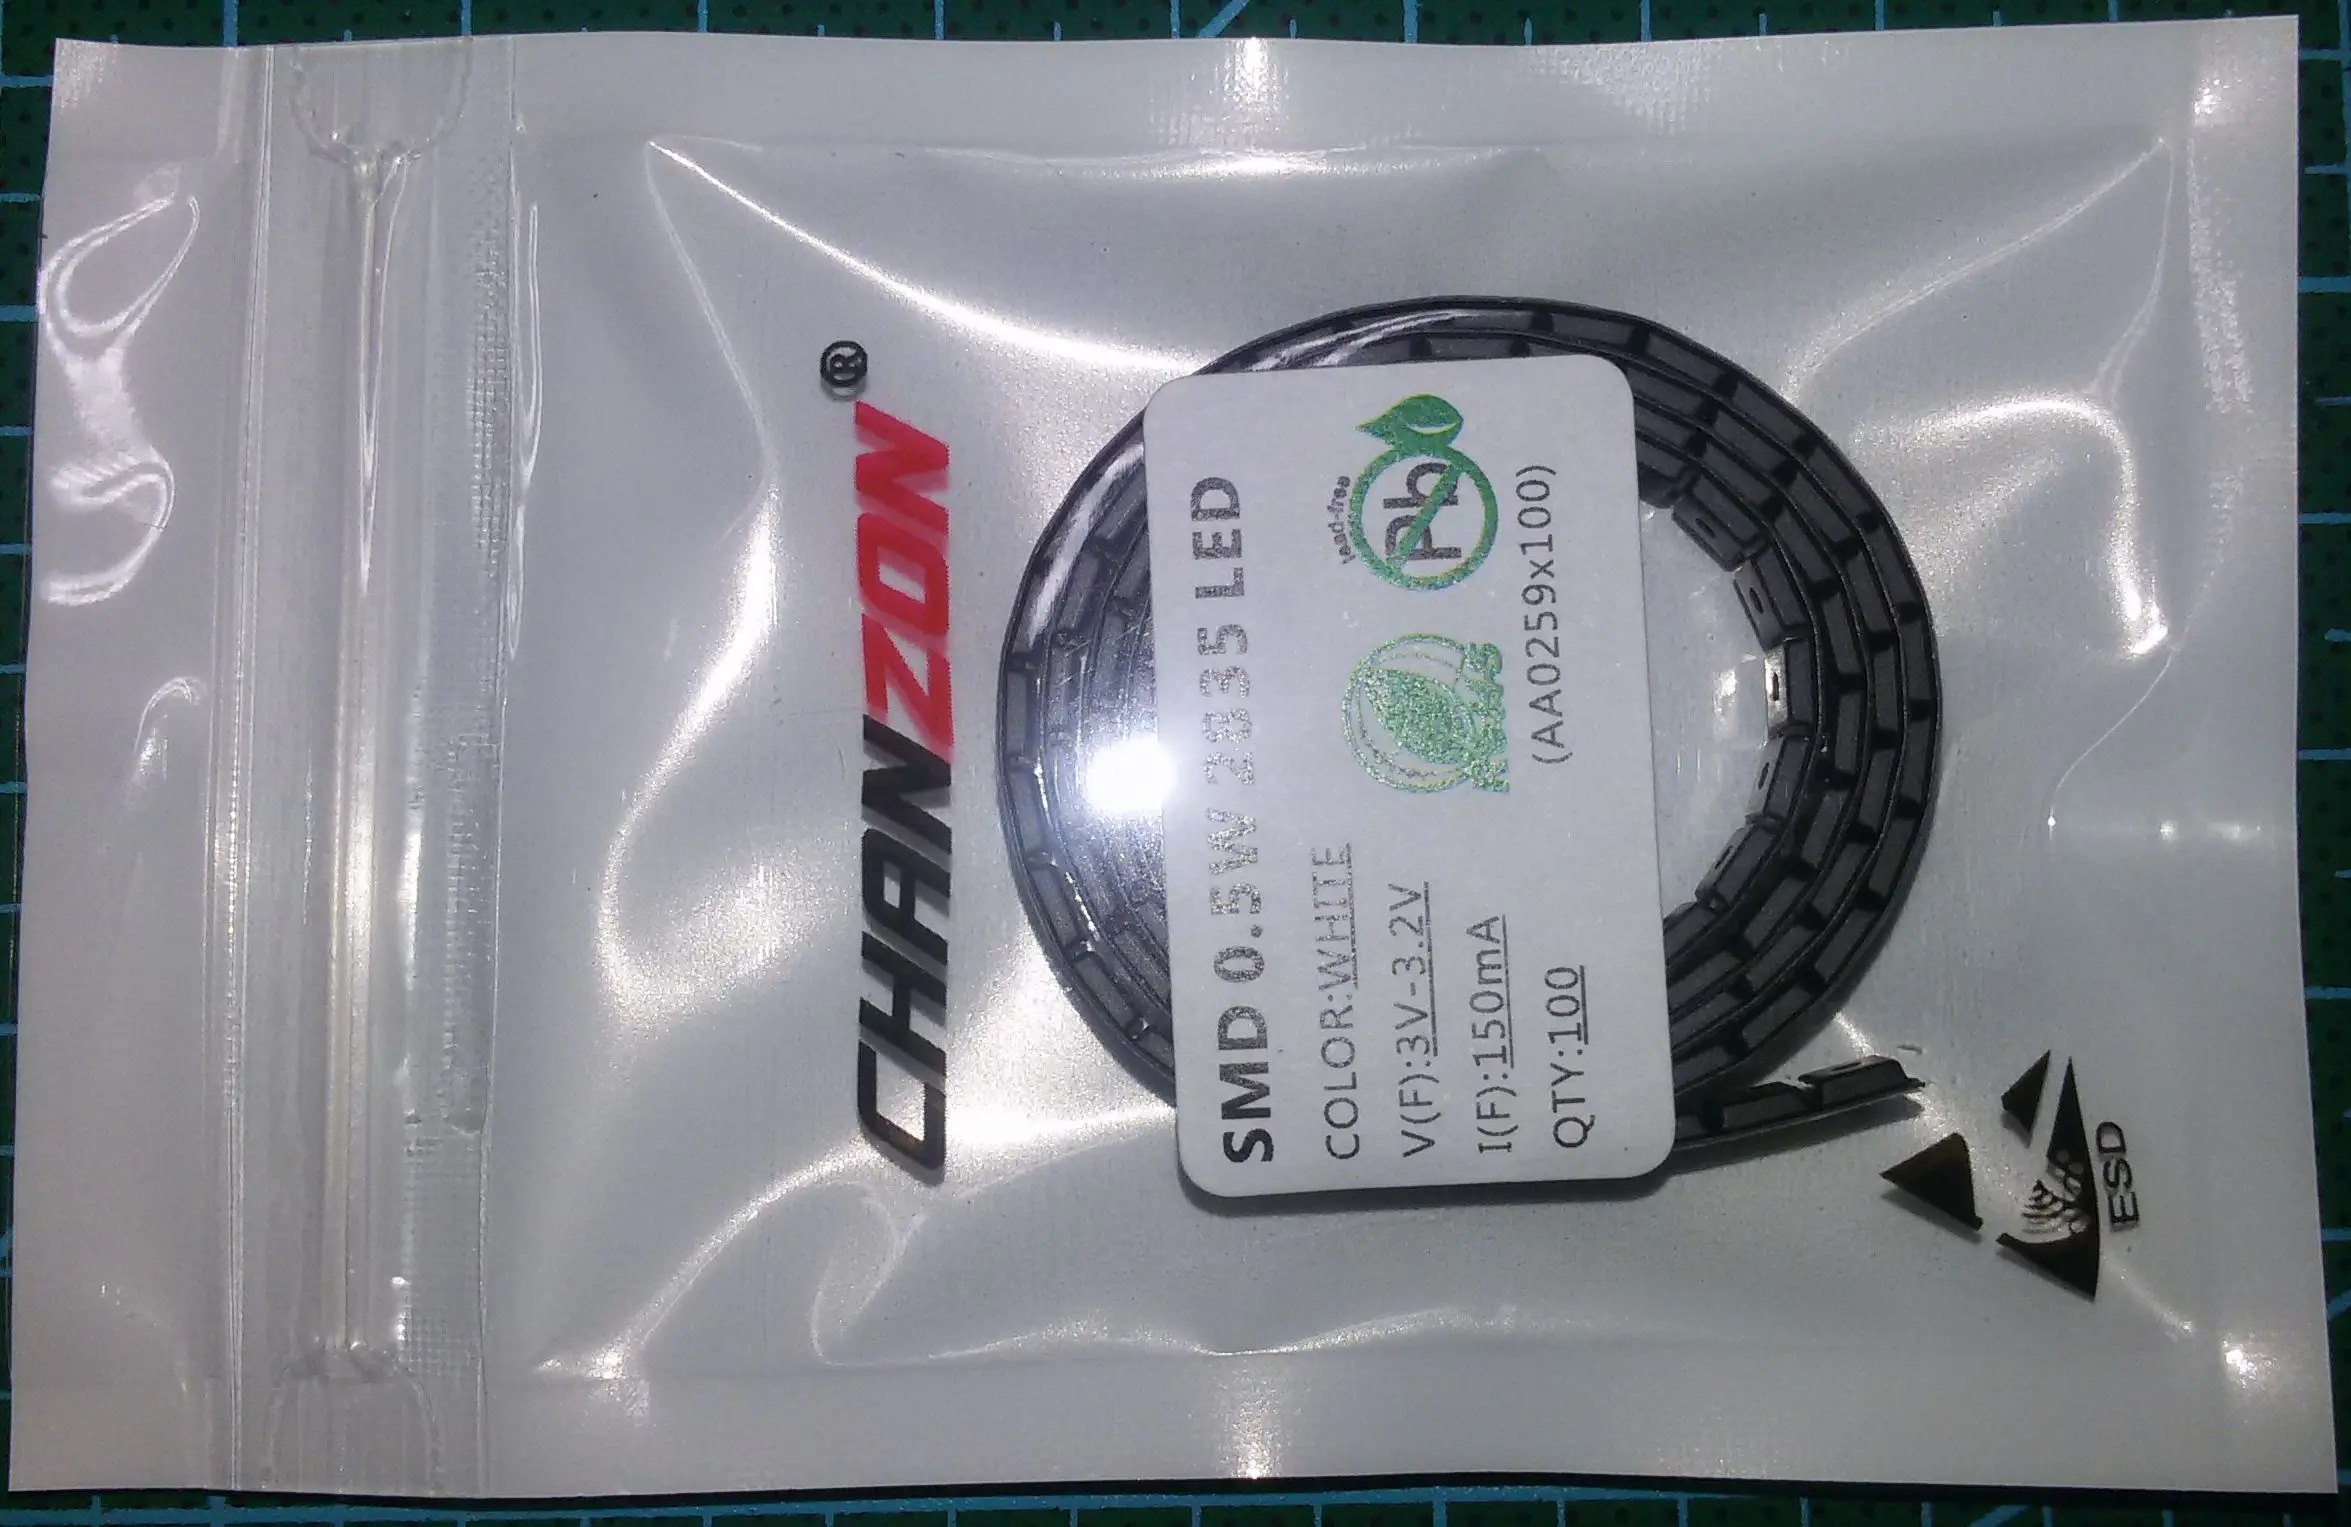 CHANZON®
SMD 0.5W 2835 LED
COLOR:WHITE
V(F):3V-3.2V
I(F):150mA
QTY:100
lead-free
Pb
RoHS
(AA0259x100)
ESD